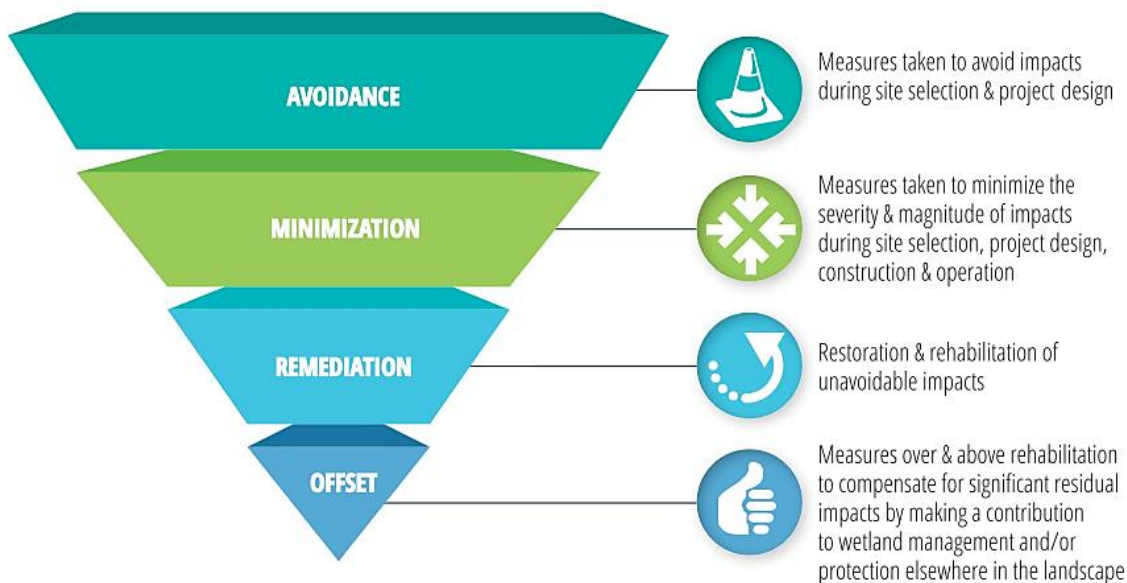 AVOIDANCE
Measures taken to avoid impacts
during site selection & project design
MINIMIZATION
Measures taken to minimize the
severity & magnitude of impacts
during site selection, project design,
construction & operation
REMEDIATION
Restoration & rehabilitation of
unavoidable impacts
OFFSET
Measures over & above rehabilitation
to compensate for significant residual
impacts by making a contribution
to wetland management and/or
protection elsewhere in the landscape